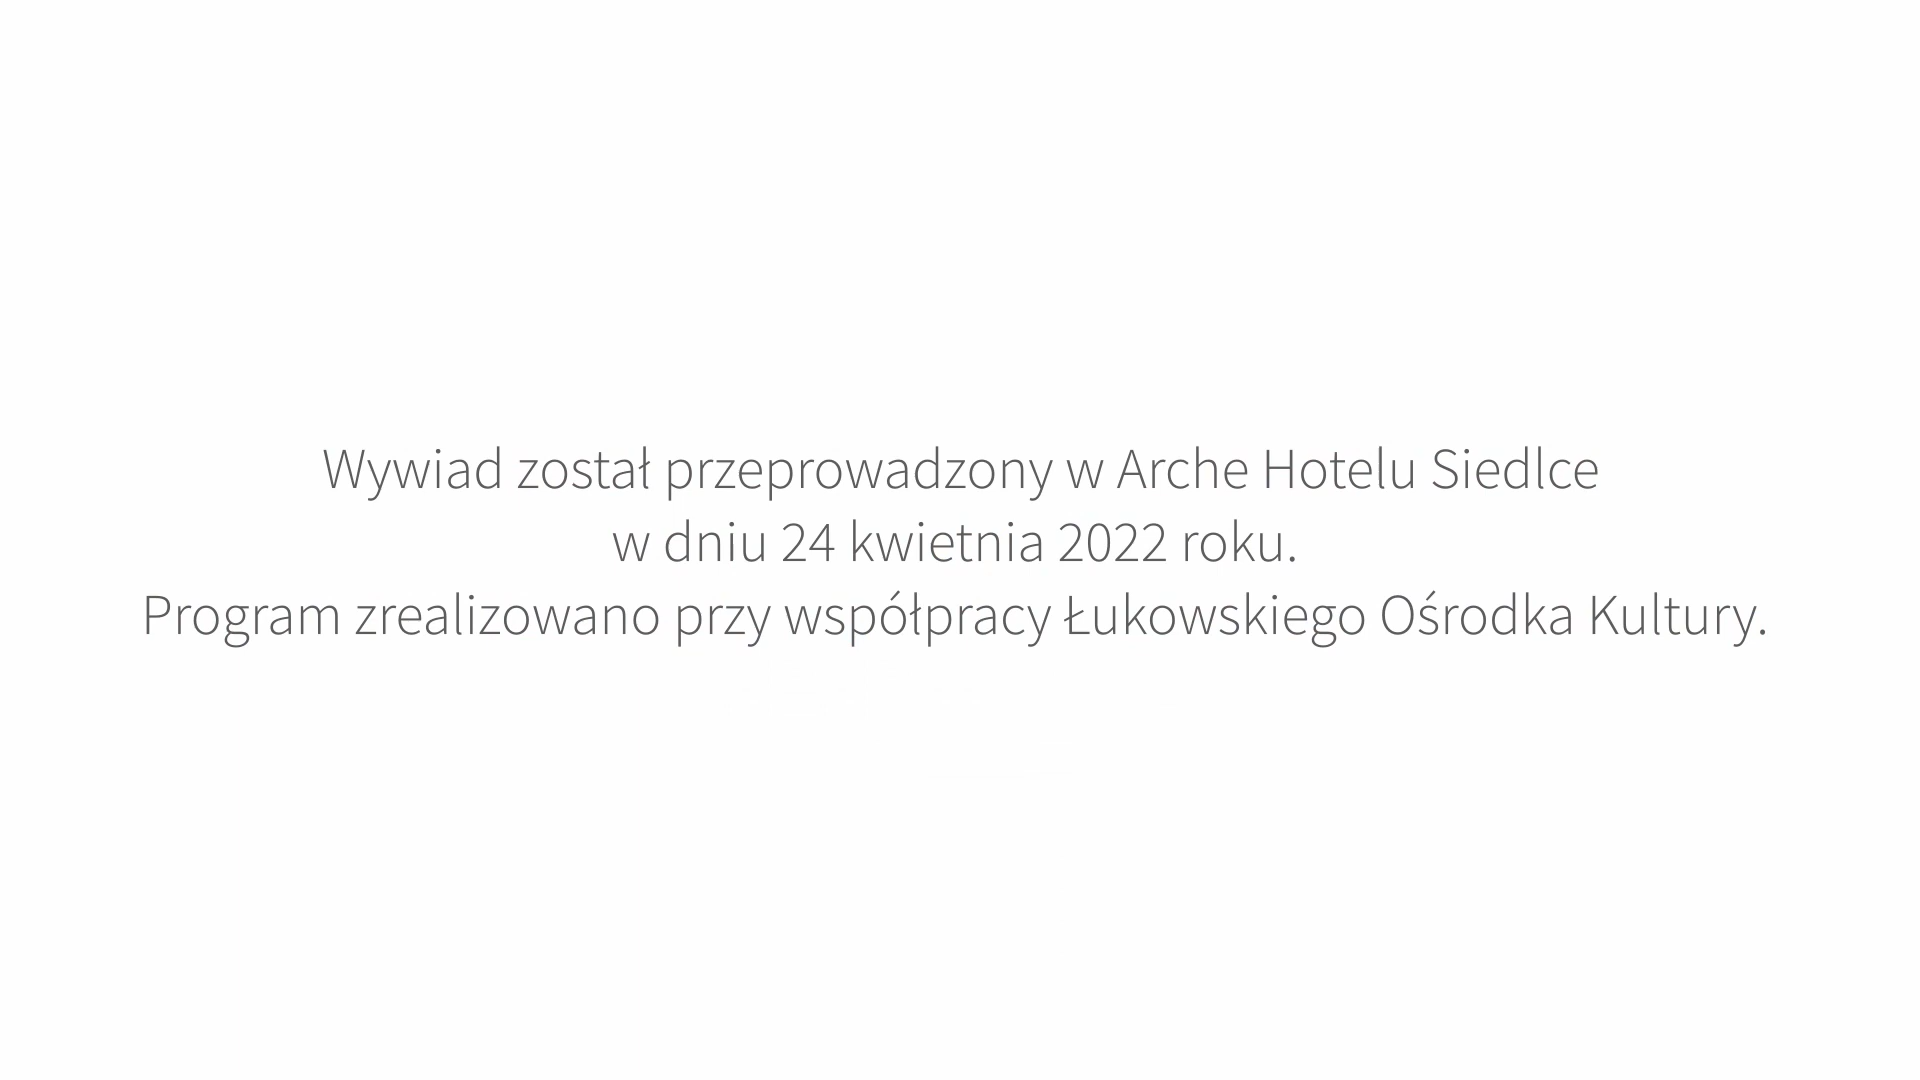 Wywiad został przeprowadzony w Arche Hotelu Siedlce
w dniu 24 kwietnia 2022 roku.
Program zrealizowano przy współpracy Łukowskiego Ośrodka Kultury.